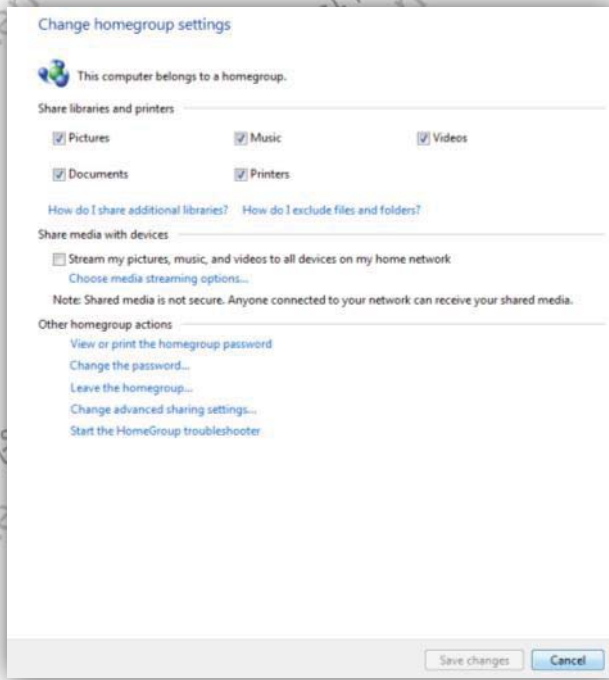 Change homegroup settings
This computer belongs to a homegroup.
Share libraries and printers
Pictures Music Videos
Documents Printers
How do I share additional libraries? How do I exclude files and folders?
Share media with devices
Stream my pictures, music, and videos to all devices on my home network
Choose media streaming options...
Note: Shared media is not secure. Anyone connected to your network can receive your shared media.
Other homegroup actions
View or print the homegroup password
Change the password...
Leave the homegroup...
Change advanced sharing settings...
Start the HomeGroup troubleshooter
Save changes Cancel